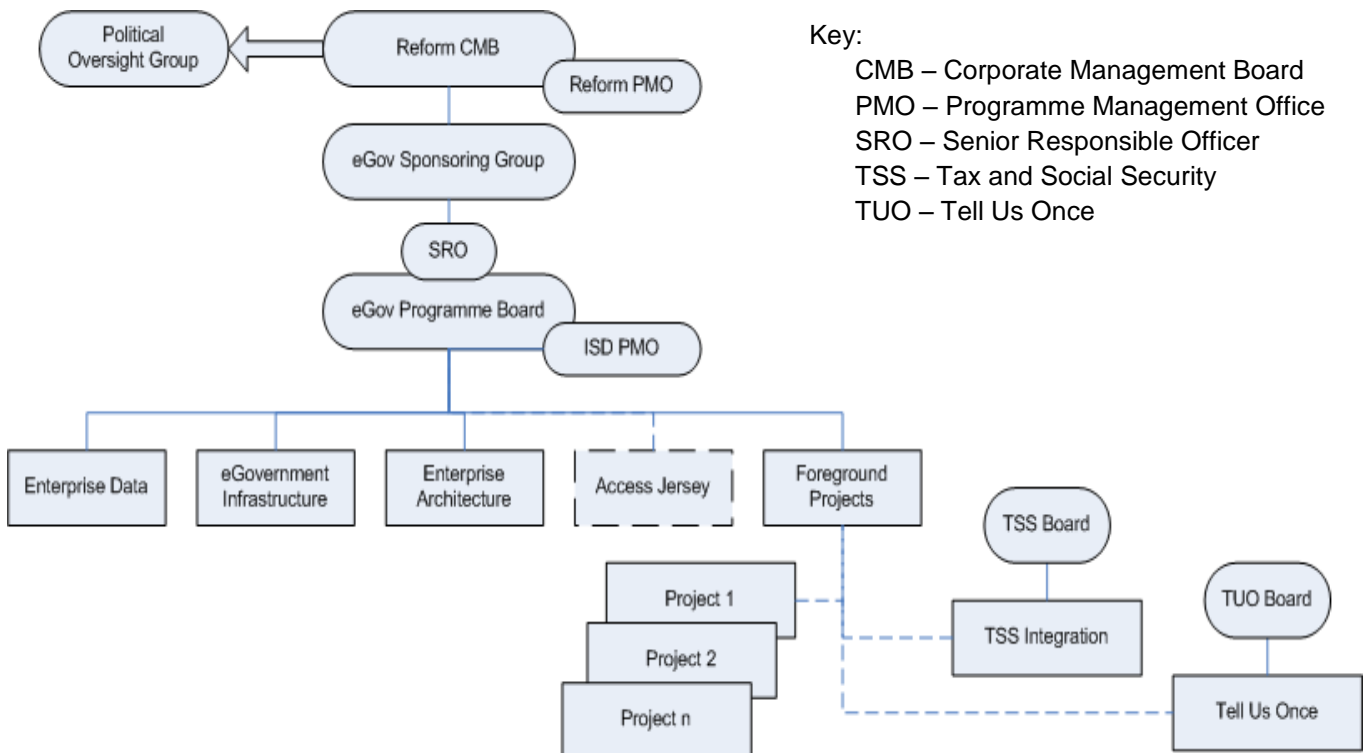 Political
Oversight Group
Reform CMB
Reform PMO
Key:
CMB – Corporate Management Board
PMO – Programme Management Office
SRO – Senior Responsible Officer
TSS – Tax and Social Security
TUO – Tell Us Once
eGov Sponsoring Group
SRO
eGov Programme Board
ISD PMO
Enterprise Data
eGovernment
Infrastructure
Enterprise
Architecture
Access Jersey
Foreground
Projects
TSS Board
TUO Board
Project 1
Project 2
Project n
TSS Integration
Tell Us Once